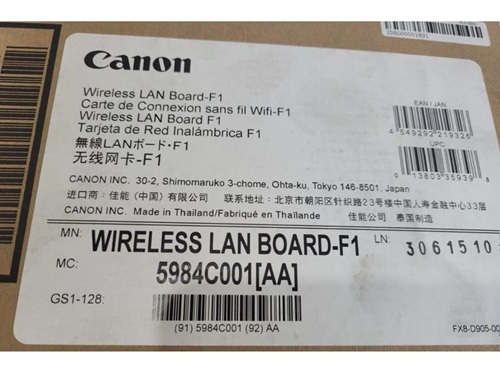 Canon
Wireless LAN Board-F1
Carte de Connexion sans fil Wifi-F1
Wireless LAN Board F1
Tarjeta de Red Inalámbrica F1
無線LANボード・F1
无线网卡-F1
EAN / JAN
4 549292 219326
UPC
0 13803 35939 8
CANON INC. 30-2, Shimomaruko 3-chome, Ohta-ku, Tokyo 146-8501, Japan
进口商：佳能（中国）有限公司 联系地址：北京市朝阳区针织路23号楼中国人寿金融中心33层
CANON INC. Made in Thailand/Fabriqué en Thaïlande 佳能公司 泰国制造
MN: WIRELESS LAN BOARD-F1 LN: 3061510
MC: 5984C001[AA]
GS1-128:
(91) 5984C001 (92) AA
FX8-D905-00